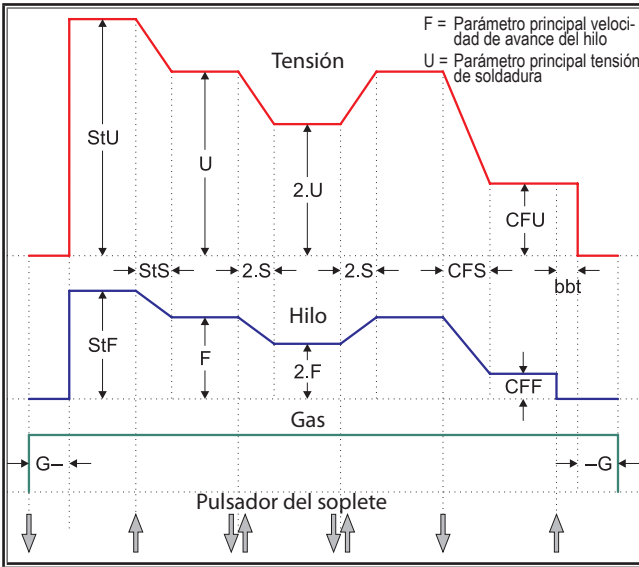 F = Parámetro principal veloci-
dad de avance del hilo
U = Parámetro principal tensión
de soldadura
Tensión
StU
U
2.U
CFU
StS
2.S
2.S
CFS
bbt
Hilo
StF
F
2.F
CFF
Gas
G–
–G
Pulsador del soplete